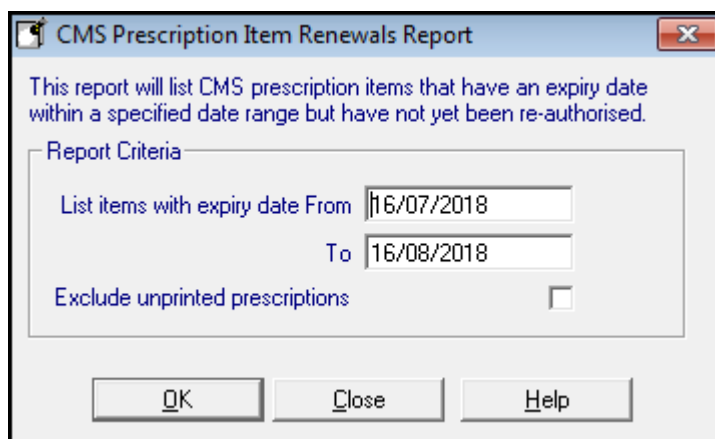 CMS Prescription Item Renewals Report
This report will list CMS prescription items that have an expiry date
within a specified date range but have not yet been re-authorised.
Report Criteria
List items with expiry date From 16/07/2018
To 16/08/2018
Exclude unprinted prescriptions
OK Close Help